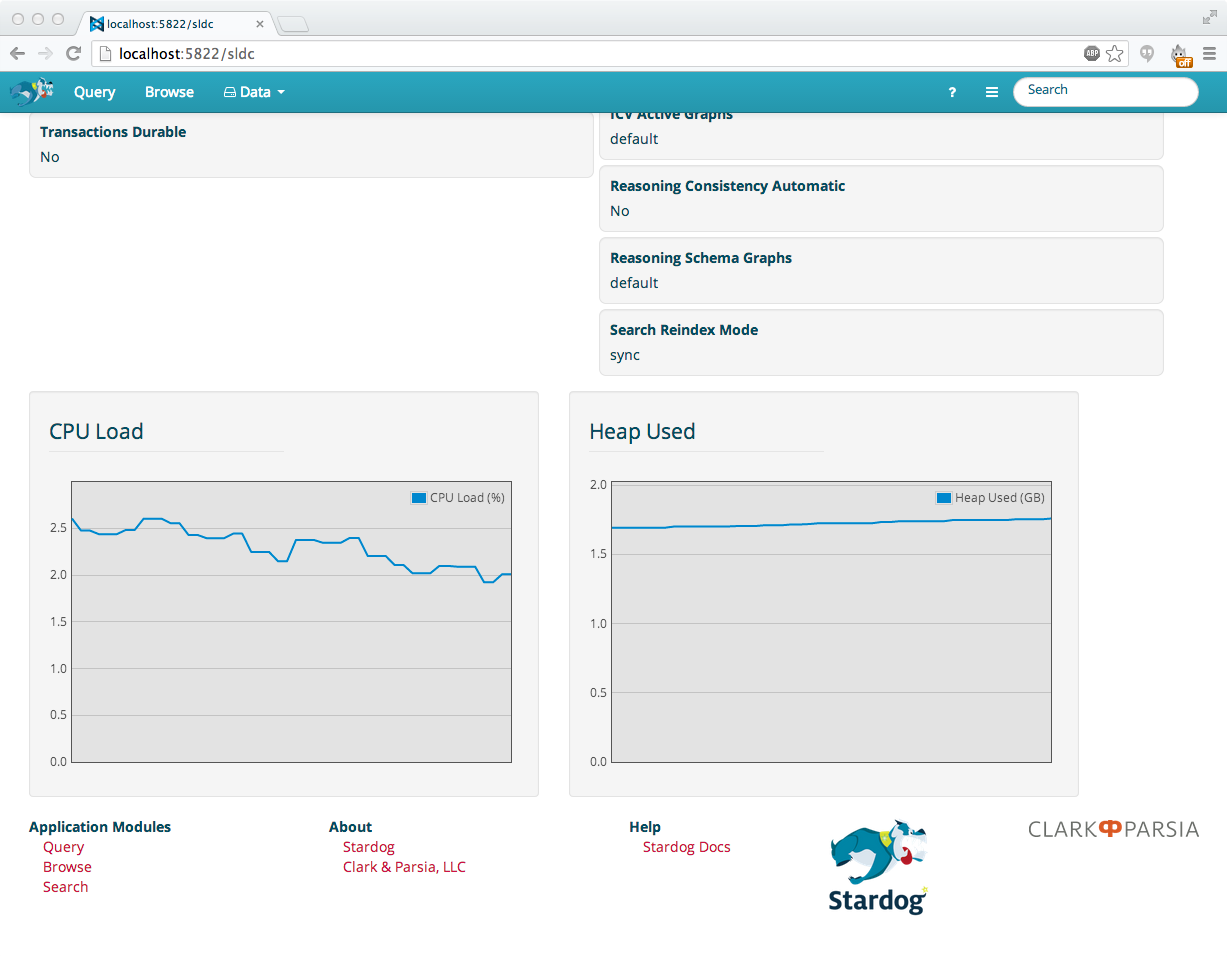 localhost:5822/sldc
localhost:5822/sldc
ABP
off
Query Browse Data ? Search
Transactions Durable
No
ICV Active Graphs
default
Reasoning Consistency Automatic
No
Reasoning Schema Graphs
default
Search Reindex Mode
sync
CPU Load
CPU Load (%)
2.5
2.0
1.5
1.0
0.5
0.0
Heap Used
Heap Used (GB)
2.0
1.5
1.0
0.5
0.0
Application Modules
Query
Browse
Search
About
Stardog
Clark & Parsia, LLC
Help
Stardog Docs
Stardog
CLARK PARSIA